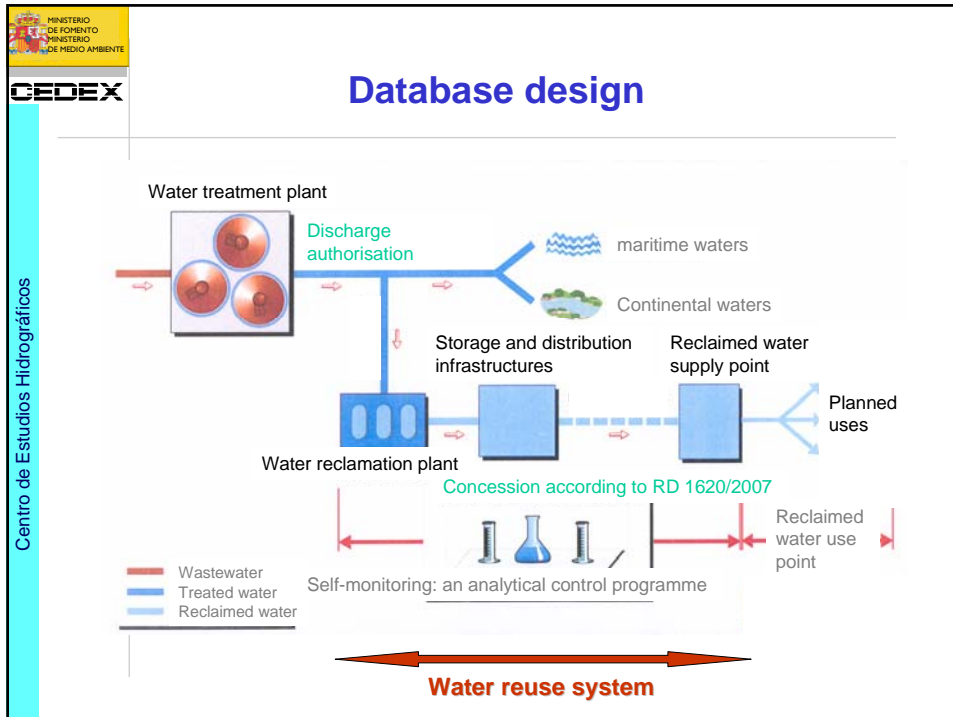 MINISTERIO
DE FOMENTO
MINISTERIO
DE MEDIO AMBIENTE
CEDEX
Database design
Centro de Estudios Hidrográficos
Water treatment plant
Discharge
authorisation
maritime waters
Continental waters
Storage and distribution
infrastructures
Reclaimed water
supply point
Planned
uses
Water reclamation plant
Concession according to RD 1620/2007
Reclaimed
water use
point
Self-monitoring: an analytical control programme
Wastewater
Treated water
Reclaimed water
Water reuse system